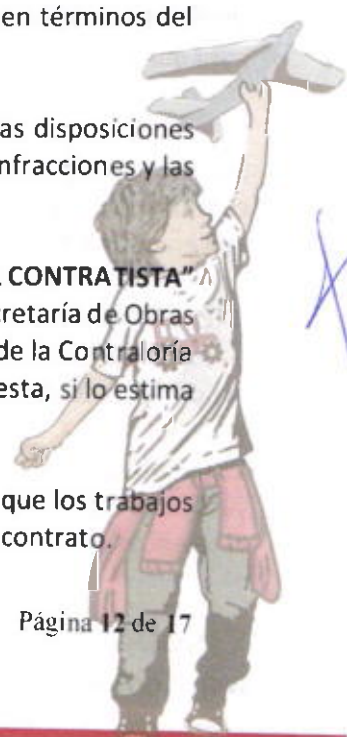 en términos del
as disposiciones
nfracciones y las
L CONTRATISTA”
cretaría de Obras
de la Contraloría
esta, si lo estima
que los trabajos
contrato.
Página 12 de 17